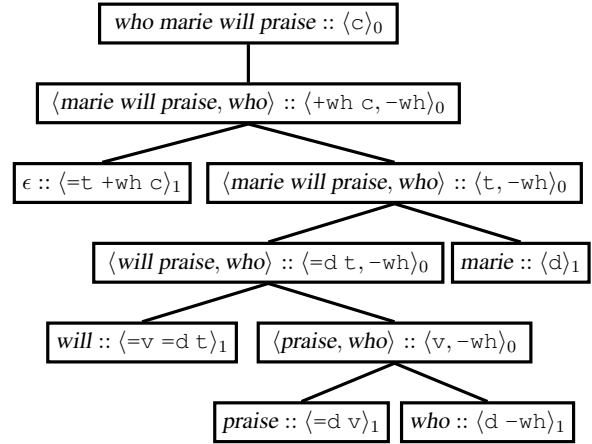 who marie will praise :: ⟨c⟩₀
⟨marie will praise, who⟩ :: ⟨+wh c, -wh⟩₀
ϵ :: ⟨=t +wh c⟩₁ ⟨marie will praise, who⟩ :: ⟨t, -wh⟩₀
⟨will praise, who⟩ :: ⟨=d t, -wh⟩₀ marie :: ⟨d⟩₁
will :: ⟨=v =d t⟩₁ ⟨praise, who⟩ :: ⟨v, -wh⟩₀
praise :: ⟨=d v⟩₁ who :: ⟨d -wh⟩₁